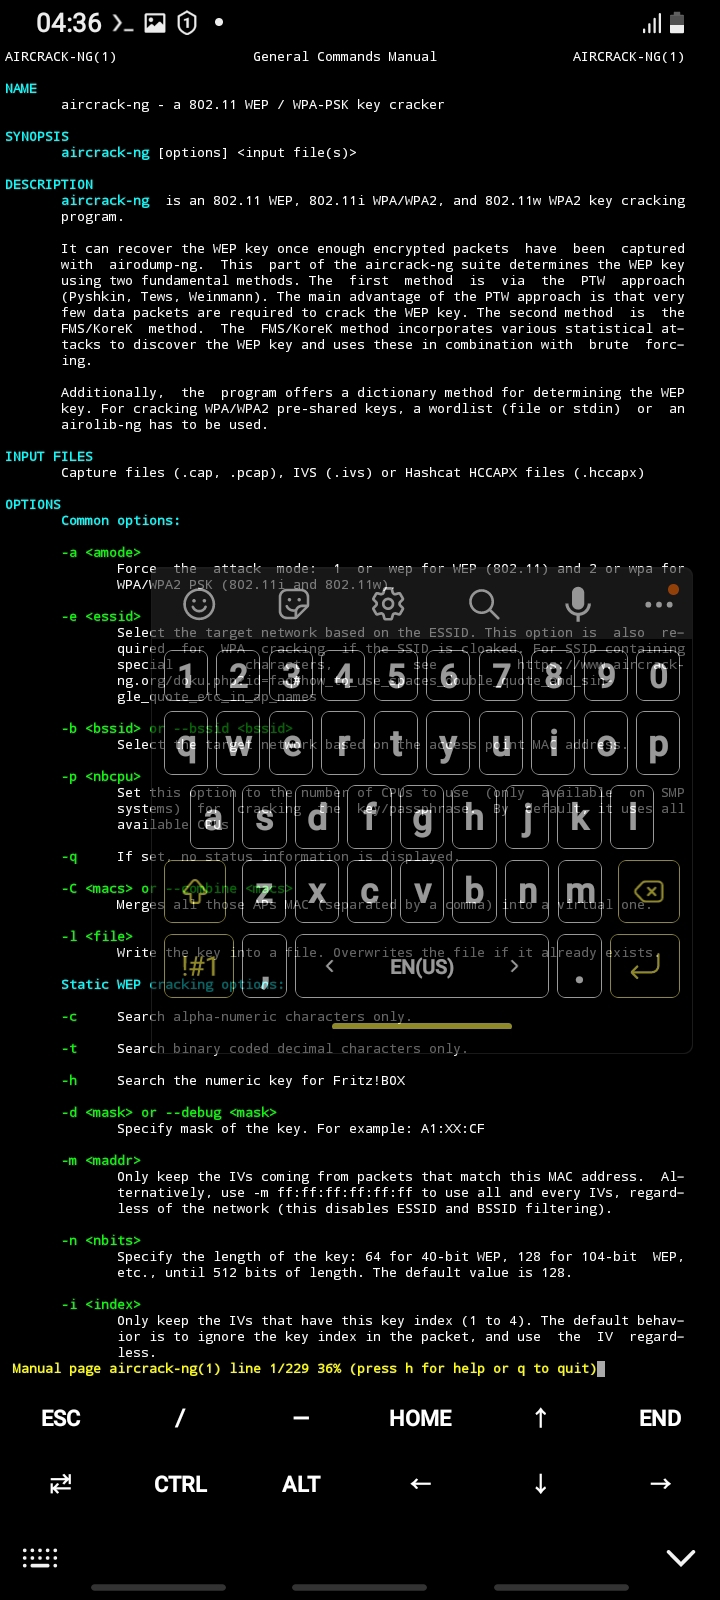 04:36
AIRCRACK-NG(1) General Commands Manual AIRCRACK-NG(1)
NAME
aircrack-ng - a 802.11 WEP / WPA-PSK key cracker
SYNOPSIS
aircrack-ng [options] <input file(s)>
DESCRIPTION
aircrack-ng is an 802.11 WEP, 802.11i WPA/WPA2, and 802.11w WPA2 key cracking
program.
It can recover the WEP key once enough encrypted packets have been captured
with airodump-ng. This part of the aircrack-ng suite determines the WEP key
using two fundamental methods. The first method is via the PTW approach
(Pyshkin, Tews, Weinmann). The main advantage of the PTW approach is that very
few data packets are required to crack the WEP key. The second method is the
FMS/KoreK method. The FMS/KoreK method incorporates various statistical at-
tacks to discover the WEP key and uses these in combination with brute forc-
ing.
Additionally, the program offers a dictionary method for determining the WEP
key. For cracking WPA/WPA2 pre-shared keys, a wordlist (file or stdin) or an
airolib-ng has to be used.
INPUT FILES
Capture files (.cap, .pcap), IVS (.ivs) or Hashcat HCCAPX files (.hccapx)
OPTIONS
Common options:
-a <amode>
Force the attack mode: 1 or wep for WEP (802.11) and 2 or wpa for
WPA/WPA2 PSK (802.11i and 802.11w).
-e <essid>
Select the target network based on the ESSID. This option is also re-
quired for WPA cracking if the SSID is cloaked. For SSID containing
special characters, see https://www.aircrack-
ng.org/doku.php?id=faq#how_to_use_spaces_double_quote_and_sin-
gle_quote_etc_in_ap_names
1 2 3 4 5 6 7 8 9 0
-b <bssid> or --bssid <bssid>
Select the target network based on the access point MAC address.
q w e r t y u i o p
-p <nbcpu>
Set this option to the number of CPUs to use (only available on SMP
systems) for cracking the key/passphrase. By default, it uses all
available CPUs
a s d f g h j k l
-q If set, no status information is displayed.
-C <macs> or --combine <macs>
Merges all those APs MAC (separated by a comma) into a virtual one.
z x c v b n m
-l <file>
Write the key into a file. Overwrites the file if it already exists.
!#1 , < EN(US) > .
Static WEP cracking options:
-c Search alpha-numeric characters only.
-t Search binary coded decimal characters only.
-h Search the numeric key for Fritz!BOX
-d <mask> or --debug <mask>
Specify mask of the key. For example: A1:XX:CF
-m <maddr>
Only keep the IVs coming from packets that match this MAC address. Al-
ternatively, use -m ff:ff:ff:ff:ff:ff to use all and every IVs, regard-
less of the network (this disables ESSID and BSSID filtering).
-n <nbits>
Specify the length of the key: 64 for 40-bit WEP, 128 for 104-bit WEP,
etc., until 512 bits of length. The default value is 128.
-i <index>
Only keep the IVs that have this key index (1 to 4). The default behav-
ior is to ignore the key index in the packet, and use the IV regard-
less.
Manual page aircrack-ng(1) line 1/229 36% (press h for help or q to quit)
ESC / — HOME ↑ END
⇄ CTRL ALT ← ↓ →